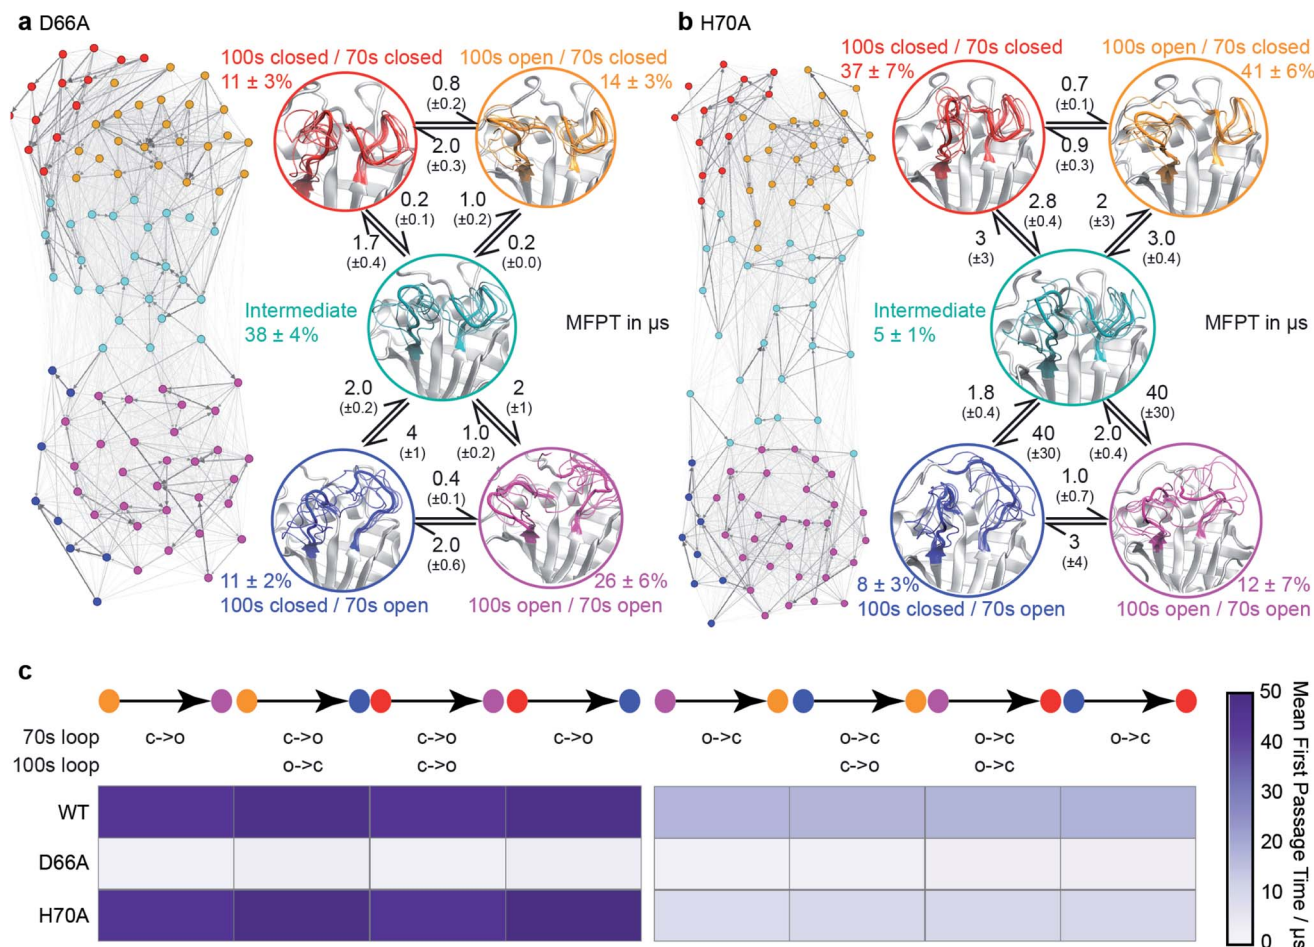 a D66A
100s closed / 70s closed
11 ± 3%
100s open / 70s closed
14 ± 3%
0.8
(±0.2)
2.0
(±0.3)
0.2
(±0.1)
1.7
(±0.4)
1.0
(±0.2)
0.2
(±0.0)
Intermediate
38 ± 4%
MFPT in µs
2.0
(±0.2)
4
(±1)
2
(±1)
1.0
(±0.2)
0.4
(±0.1)
2.0
(±0.6)
11 ± 2%
100s closed / 70s open
26 ± 6%
100s open / 70s open
b H70A
100s closed / 70s closed
37 ± 7%
100s open / 70s closed
41 ± 6%
0.7
(±0.1)
0.9
(±0.3)
2.8
(±0.4)
3
(±3)
2
(±3)
3.0
(±0.4)
Intermediate
5 ± 1%
MFPT in µs
1.8
(±0.4)
40
(±30)
40
(±30)
2.0
(±0.4)
1.0
(±0.7)
3
(±4)
8 ± 3%
100s closed / 70s open
12 ± 7%
100s open / 70s open
c
70s loop c->o c->o c->o c->o o->c o->c o->c o->c
100s loop o->c c->o c->o o->c
WT
D66A
H70A
50
40
30
20
10
0
Mean First Passage Time / µs